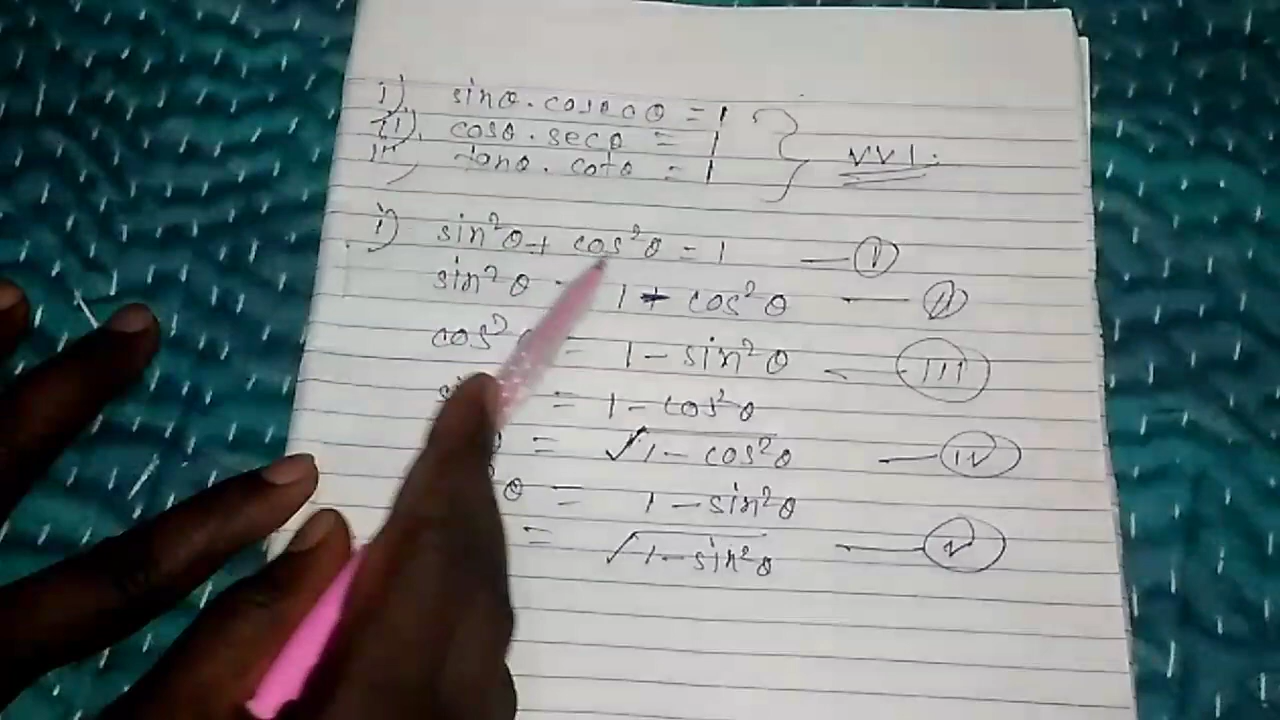 i) sinθ.cosecθ = 1
ii) cosθ.secθ = 1
iii) tanθ.cotθ = 1
VVI.
i) sin²θ + cos²θ = 1 — I
sin²θ - 1 - cos²θ — II
cos² = 1 - sin²θ — III
= 1 - cos²θ
= √1 - cos²θ — IV
θ = 1 - sin²θ
= √1 - sin²θ — V